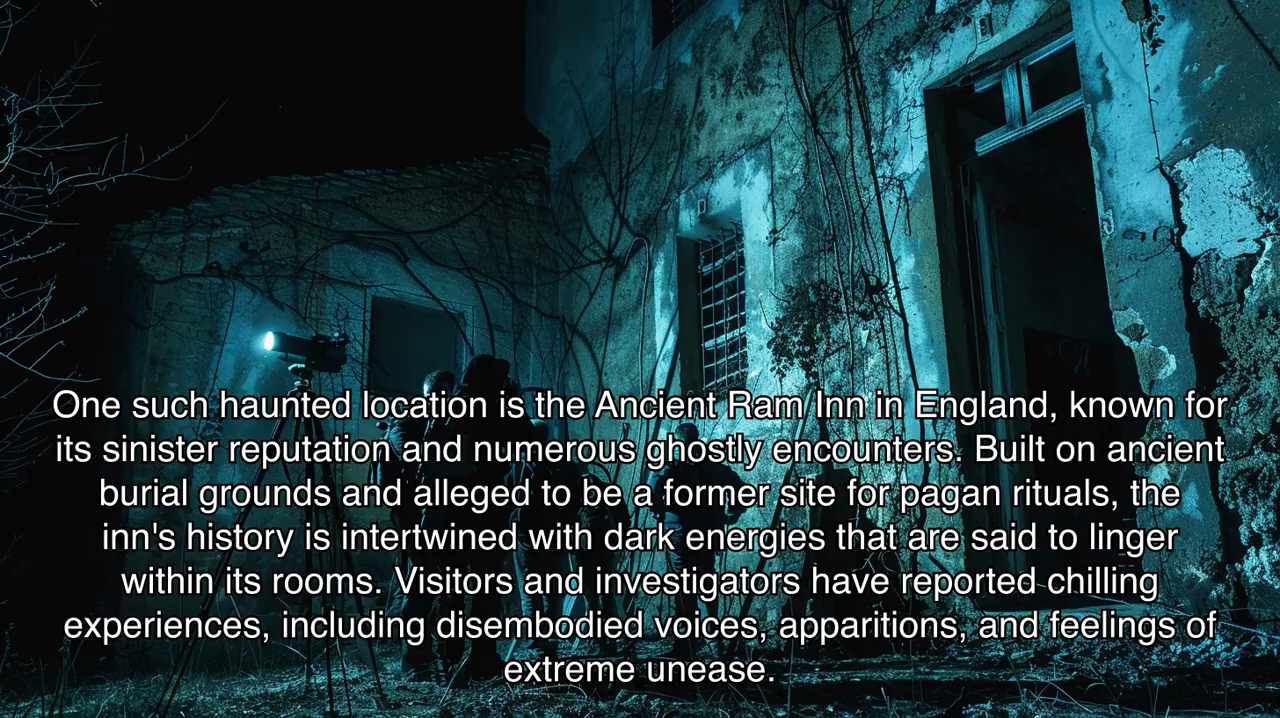 One such haunted location is the Ancient Ram Inn in England, known for
its sinister reputation and numerous ghostly encounters. Built on ancient
burial grounds and alleged to be a former site for pagan rituals, the
inn's history is intertwined with dark energies that are said to linger
within its rooms. Visitors and investigators have reported chilling
experiences, including disembodied voices, apparitions, and feelings of
extreme unease.